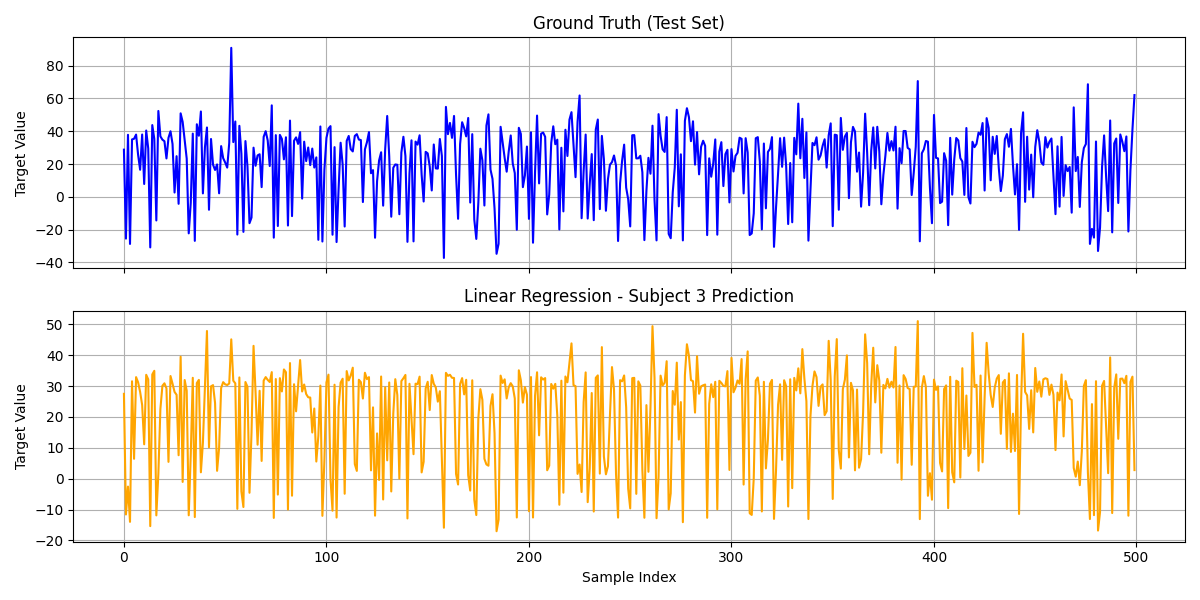 Ground Truth (Test Set)
Target Value
80
60
40
20
0
−20
−40
Linear Regression - Subject 3 Prediction
Target Value
50
40
30
20
10
0
−10
−20
0 100 200 300 400 500
Sample Index